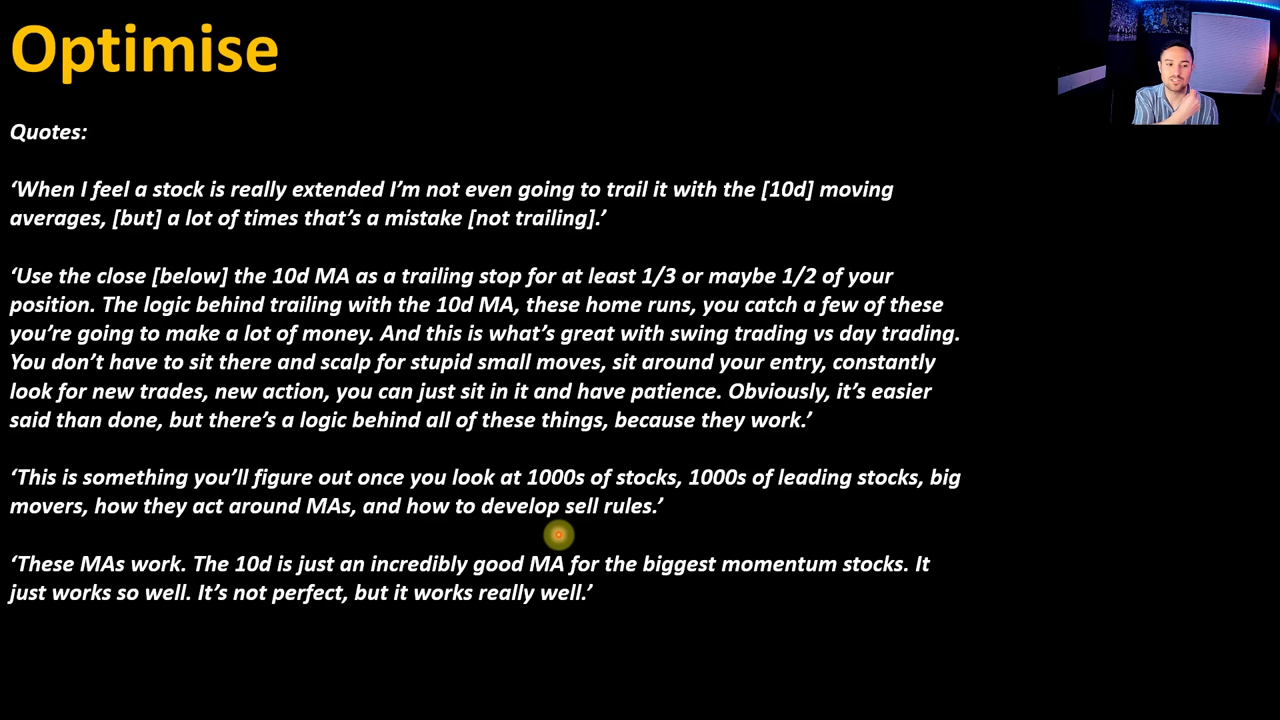 Optimise
Quotes:
‘When I feel a stock is really extended I’m not even going to trail it with the [10d] moving
averages, [but] a lot of times that’s a mistake [not trailing].’
‘Use the close [below] the 10d MA as a trailing stop for at least 1/3 or maybe 1/2 of your
position. The logic behind trailing with the 10d MA, these home runs, you catch a few of these
you’re going to make a lot of money. And this is what’s great with swing trading vs day trading.
You don’t have to sit there and scalp for stupid small moves, sit around your entry, constantly
look for new trades, new action, you can just sit in it and have patience. Obviously, it’s easier
said than done, but there’s a logic behind all of these things, because they work.’
‘This is something you’ll figure out once you look at 1000s of stocks, 1000s of leading stocks, big
movers, how they act around MAs, and how to develop sell rules.’
‘These MAs work. The 10d is just an incredibly good MA for the biggest momentum stocks. It
just works so well. It’s not perfect, but it works really well.’